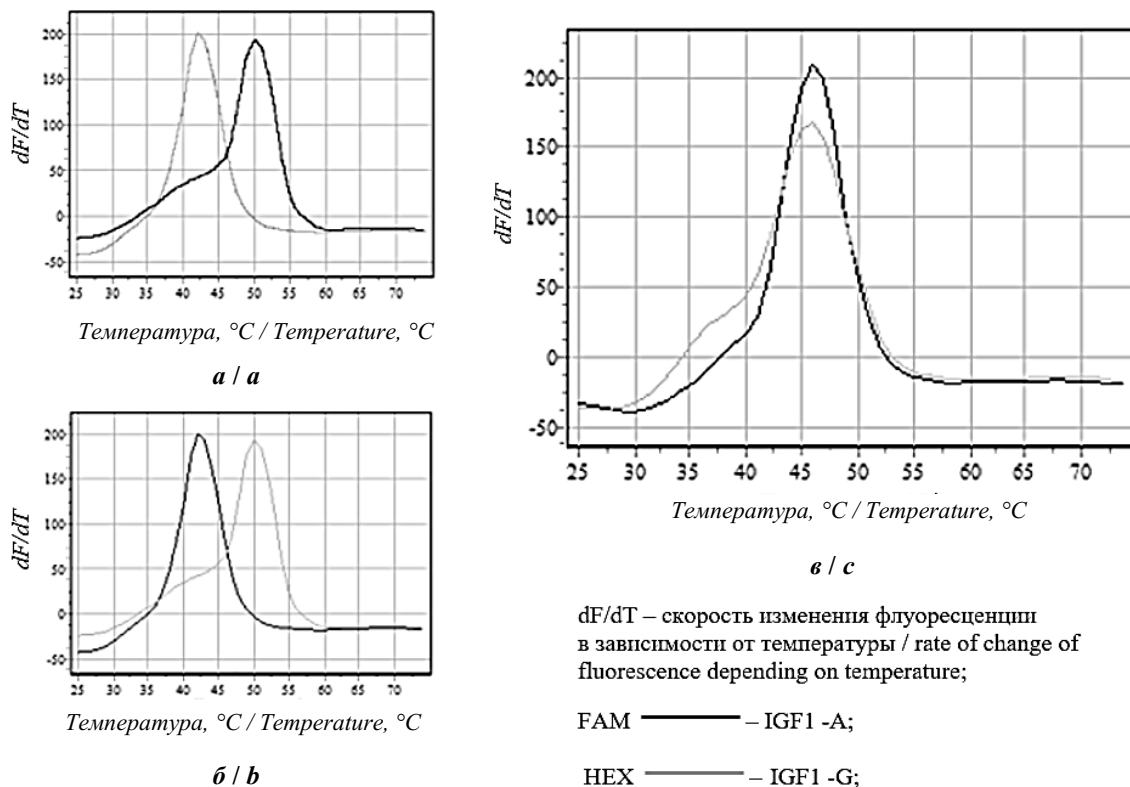 dF/dT
200
150
100
50
0
-50
25 30 35 40 45 50 55 60 65 70
Температура, °C / Temperature, °C
а / a
dF/dT
200
150
100
50
0
-50
25 30 35 40 45 50 55 60 65 70
Температура, °C / Temperature, °C
б / b
dF/dT
200
150
100
50
0
-50
25 30 35 40 45 50 55 60 65 70
Температура, °C / Temperature, °C
в / c
dF/dT – скорость изменения флуоресценции
в зависимости от температуры / rate of change of
fluorescence depending on temperature;
FAM – IGF1 -A;
HEX – IGF1 -G;